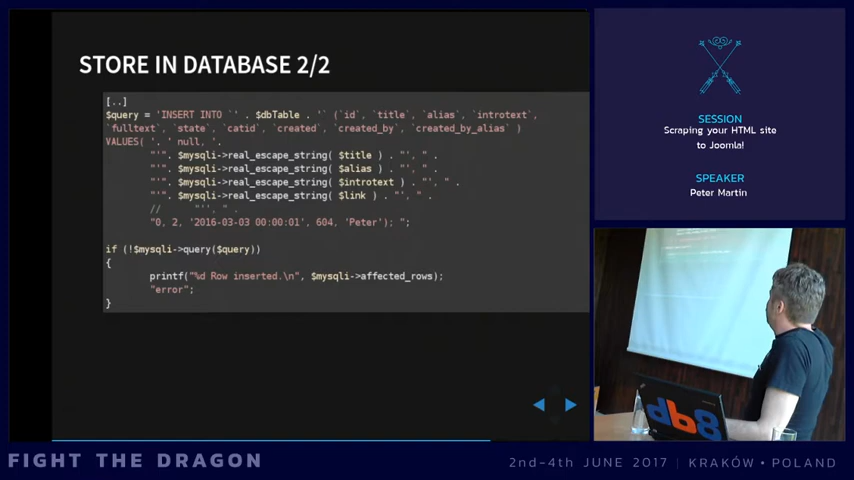 STORE IN DATABASE 2/2
[..]
$query = 'INSERT INTO `' . $dbTable . '` (`id`, `title`, `alias`, `introtext`,
`fulltext`, `state`, `catid`, `created`, `created_by`, `created_by_alias` )
VALUES( '. ' null, '.
"'". $mysqli->real_escape_string( $title ) . "', " .
"'". $mysqli->real_escape_string( $alias ) . "', " .
"'". $mysqli->real_escape_string( $introtext ) . "', " .
"'". $mysqli->real_escape_string( $link ) . "', " .
// "'', " .
"0, 2, '2016-03-03 00:00:01', 604, 'Peter'); ";
if (!$mysqli->query($query))
{
printf("%d Row inserted.\n", $mysqli->affected_rows);
"error";
}
SESSION
Scraping your HTML site
to Joomla!
SPEAKER
Peter Martin
db8
FIGHT THE DRAGON
2nd-4th JUNE 2017 | KRAKÓW • POLAND